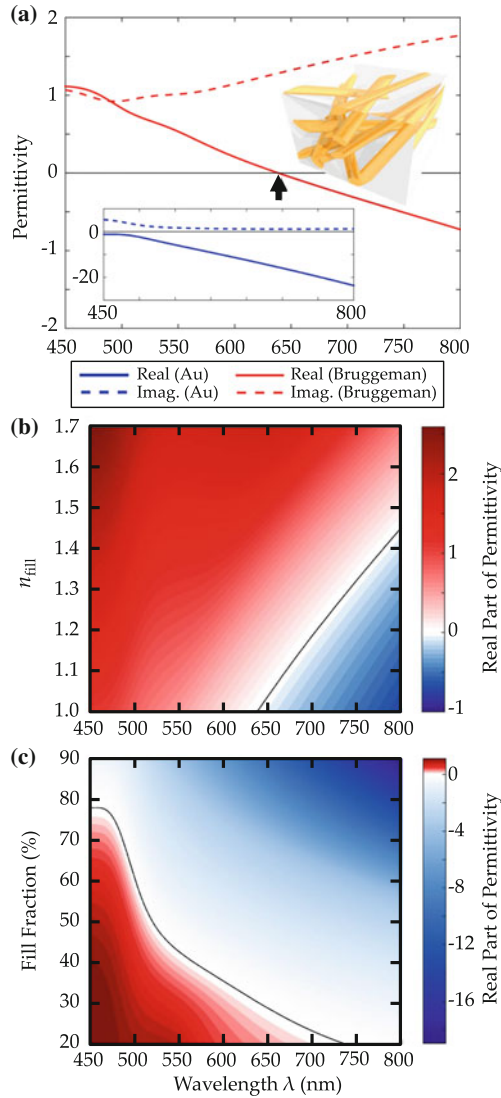 (a)
2
1
0
-1
-2
Permittivity
0
-20
450 800
450 500 550 600 650 700 750 800
Real (Au) Real (Bruggeman)
Imag. (Au) Imag. (Bruggeman)
(b)
1.7
1.6
1.5
1.4
1.3
1.2
1.1
1.0
nfill
450 500 550 600 650 700 750 800
2
1
0
-1
Real Part of Permittivity
(c)
90
80
70
60
50
40
30
20
Fill Fraction (%)
450 500 550 600 650 700 750 800
Wavelength λ (nm)
0
-4
-8
-12
-16
Real Part of Permittivity